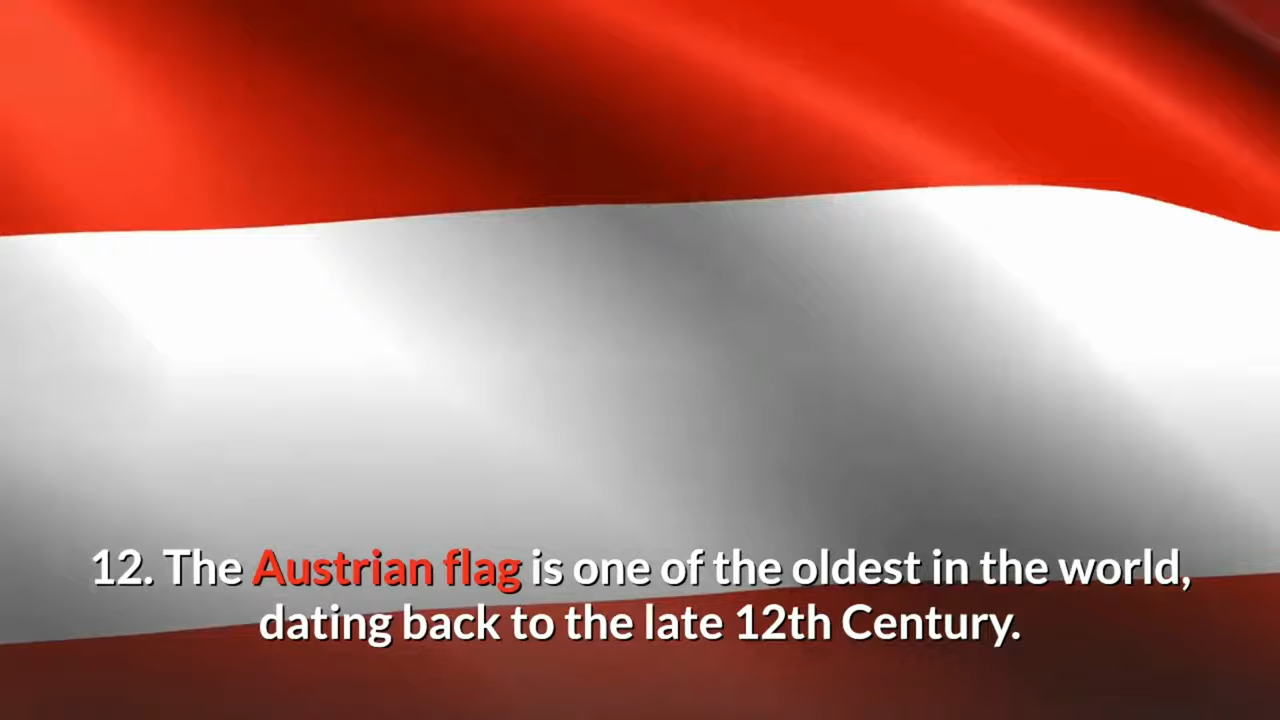 12. The Austrian flag is one of the oldest in the world,
dating back to the late 12th Century.